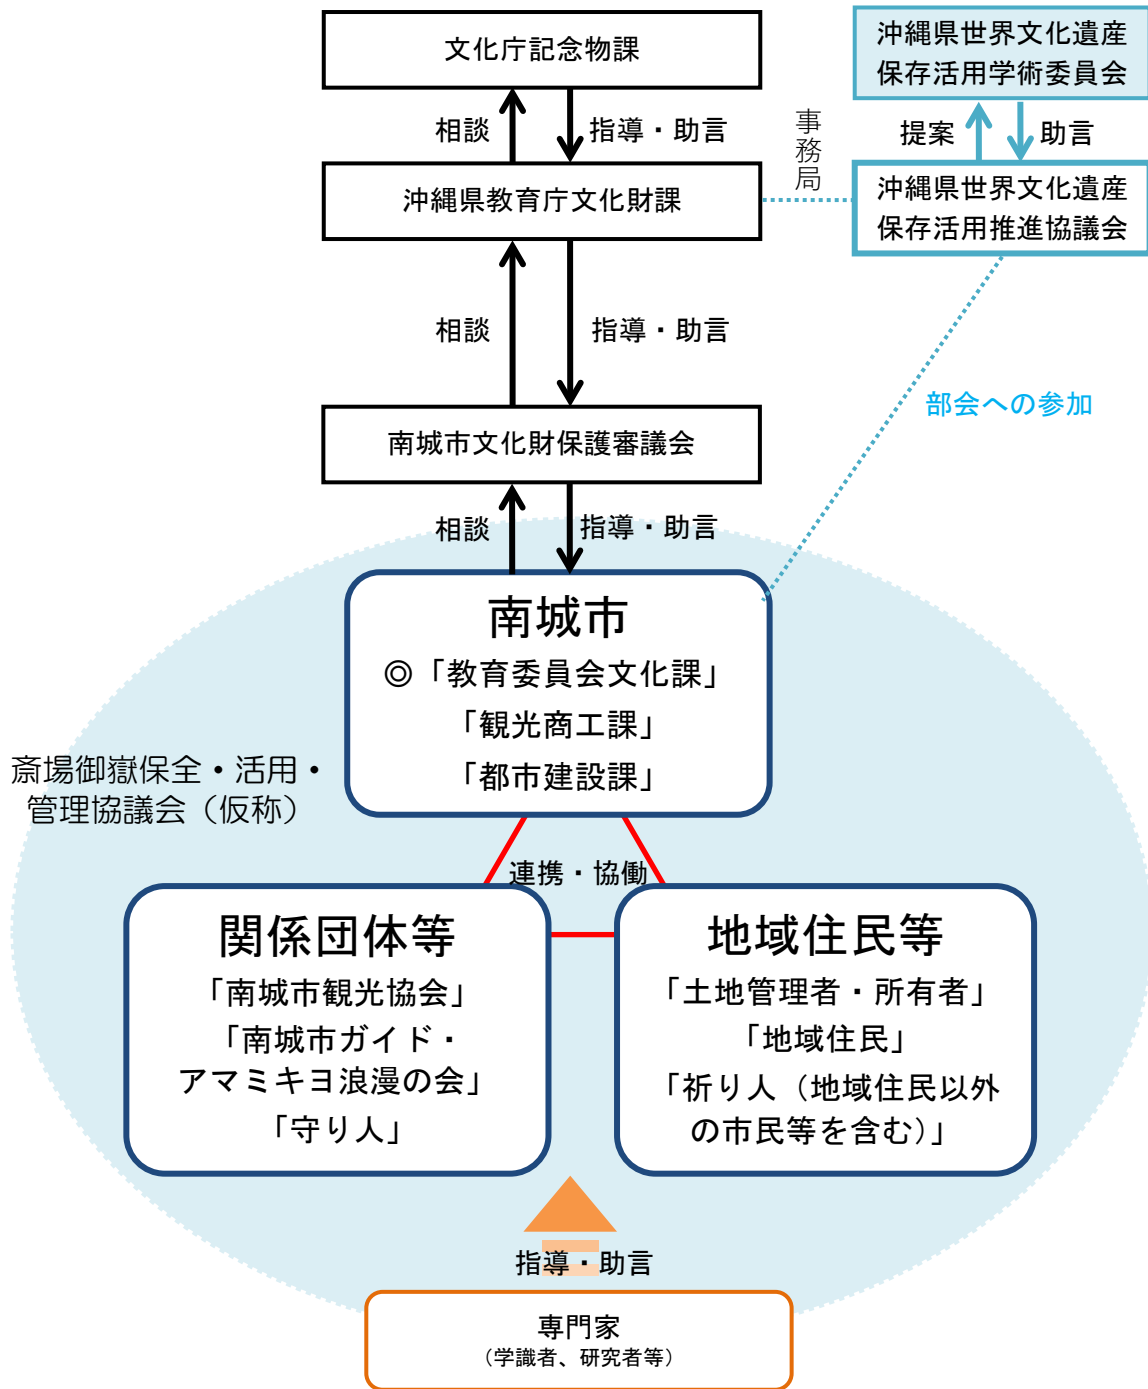 文化庁記念物課
沖縄県世界文化遺産
保存活用学術委員会
相談
指導・助言
事務局
提案
助言
沖縄県教育庁文化財課
沖縄県世界文化遺産
保存活用推進協議会
相談
指導・助言
部会への参加
南城市文化財保護審議会
相談
指導・助言
南城市
◎「教育委員会文化課」
「観光商工課」
「都市建設課」
斎場御嶽保全・活用・
管理協議会（仮称）
連携・協働
関係団体等
「南城市観光協会」
「南城市ガイド・
アマミキヨ浪漫の会」
「守り人」
地域住民等
「土地管理者・所有者」
「地域住民」
「祈り人（地域住民以外
の市民等を含む）」
指導・助言
専門家
（学識者、研究者等）